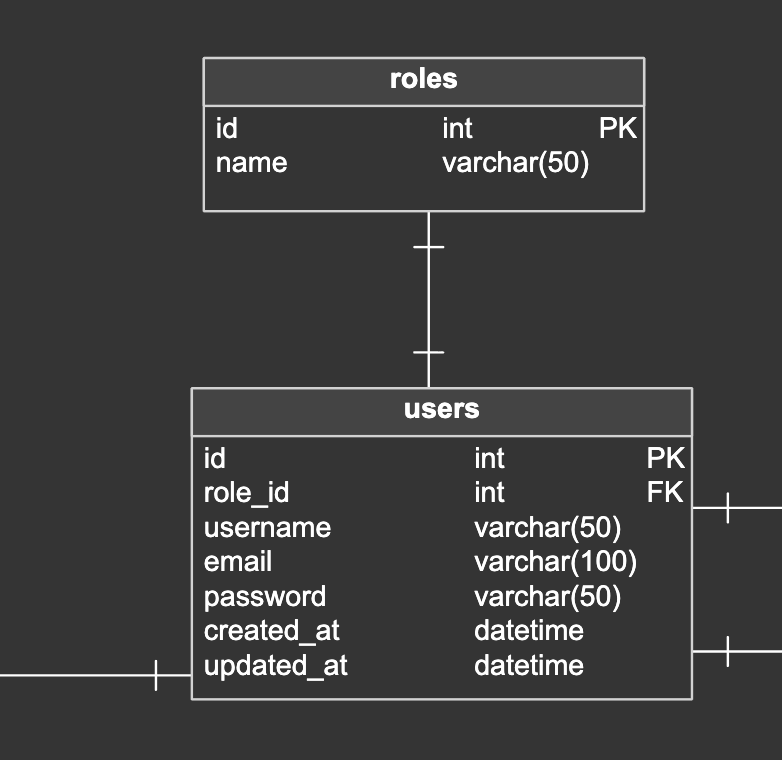 roles
id int PK
name varchar(50)
users
id int PK
role_id int FK
username varchar(50)
email varchar(100)
password varchar(50)
created_at datetime
updated_at datetime